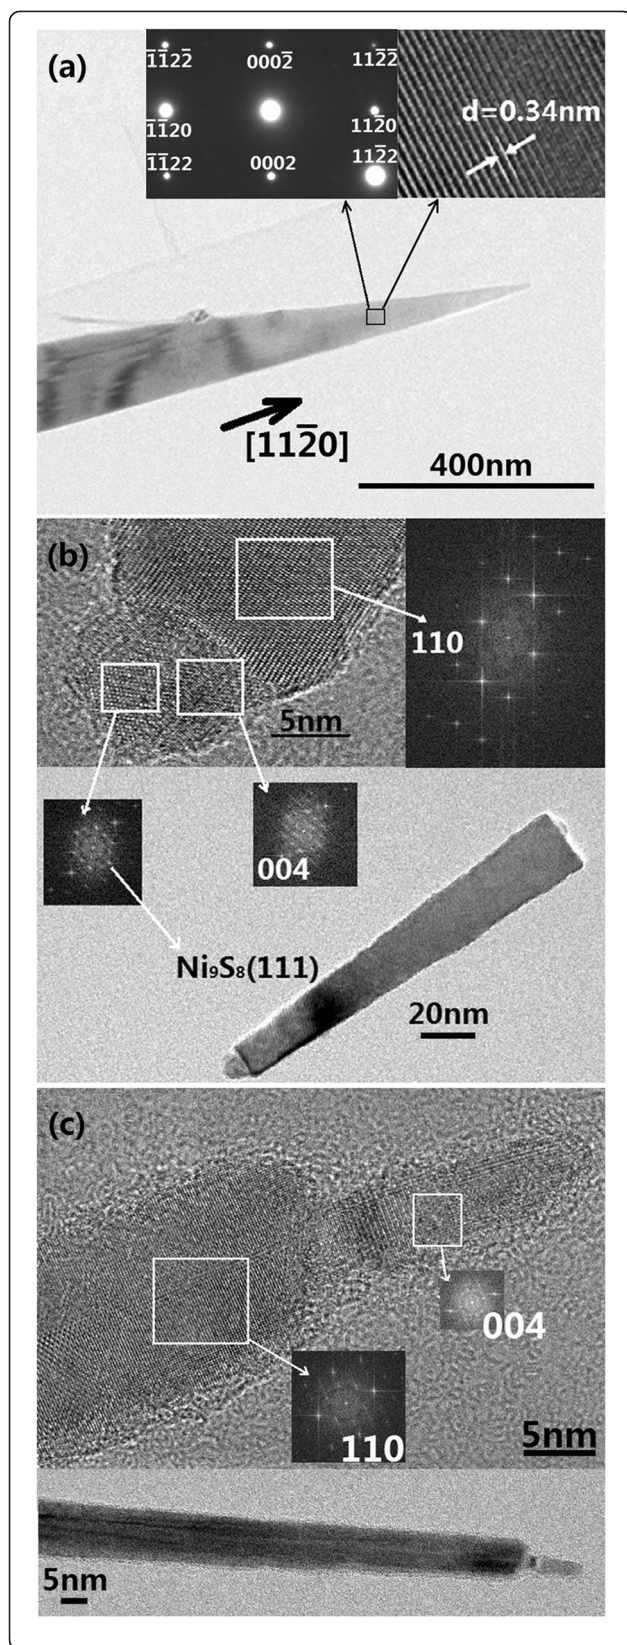 (a)
1̅1̅22̅ 0002̅ 112̅2̅
d=0.34nm
1̅1̅20 112̅0
1̅1̅22 0002 112̅2
[112̅0]
400nm
(b)
110
5nm
004
Ni₉S₈(111)
20nm
(c)
004
110
5nm
5nm